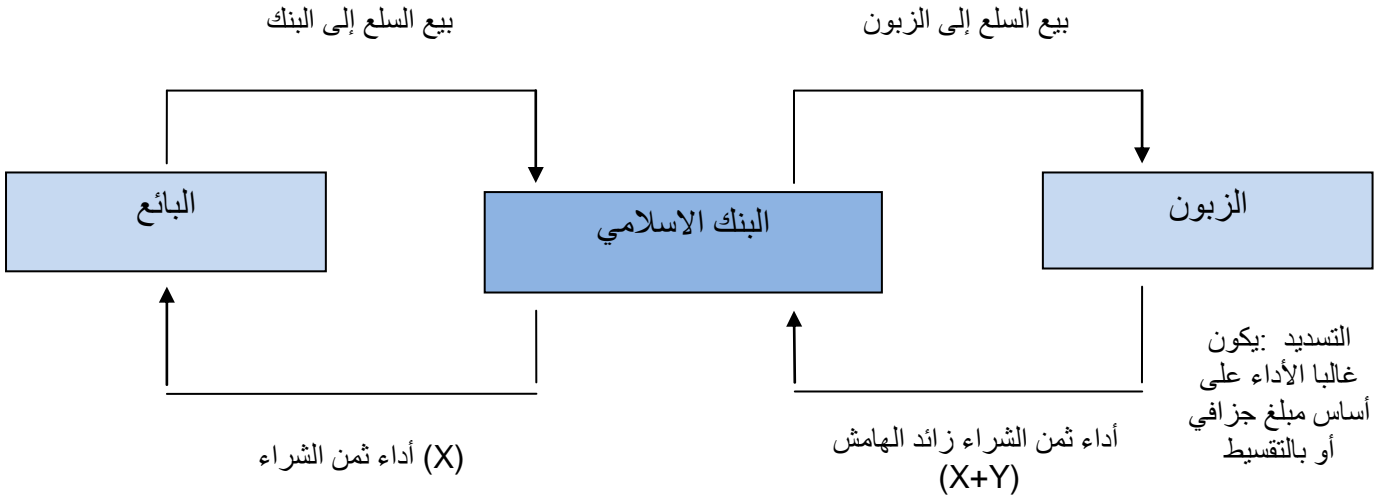 بيع السلع إلى الزبون
بيع السلع إلى البنك
الزبون
البنك الاسلامي
البائع
التسديد :يكون
غالبا الأداء على
أساس مبلغ جزافي
أو بالتقسيط
أداء ثمن الشراء زائد الهامش
(X+Y)
(X) أداء ثمن الشراء